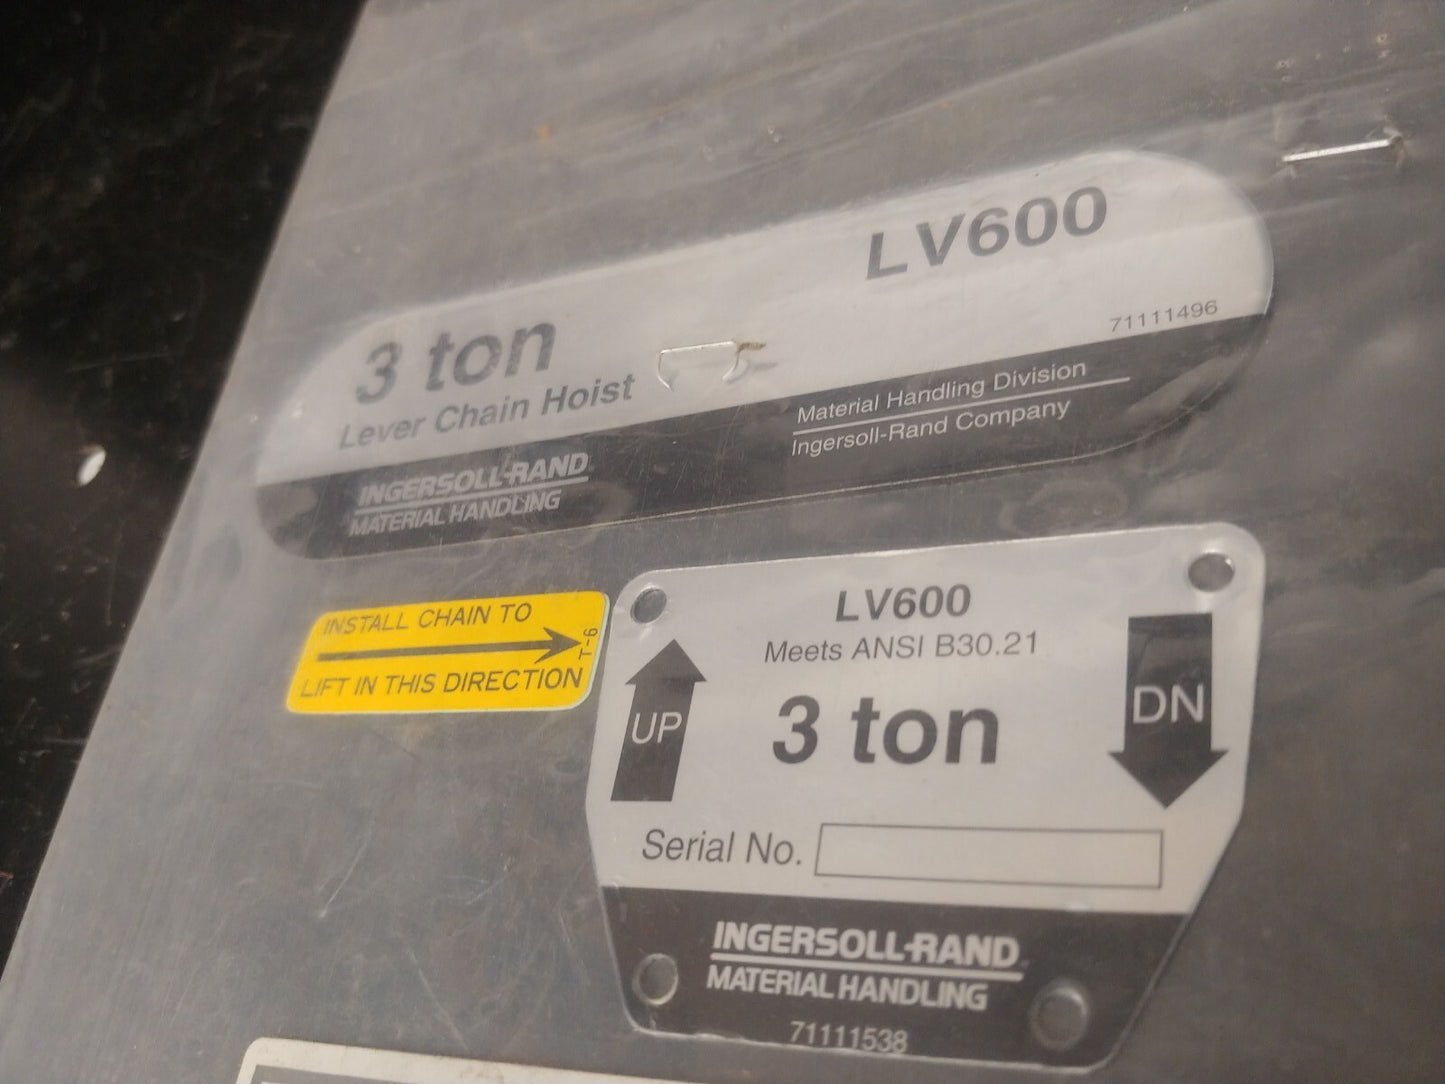 3 ton
LV600
71111496
Lever Chain Hoist
INGERSOLL-RAND
MATERIAL HANDLING
Material Handling Division
Ingersoll-Rand Company
INSTALL CHAIN TO
T-6
LIFT IN THIS DIRECTION
LV600
Meets ANSI B30.21
UP
3 ton
DN
Serial No.
INGERSOLL-RAND
MATERIAL HANDLING
71111538